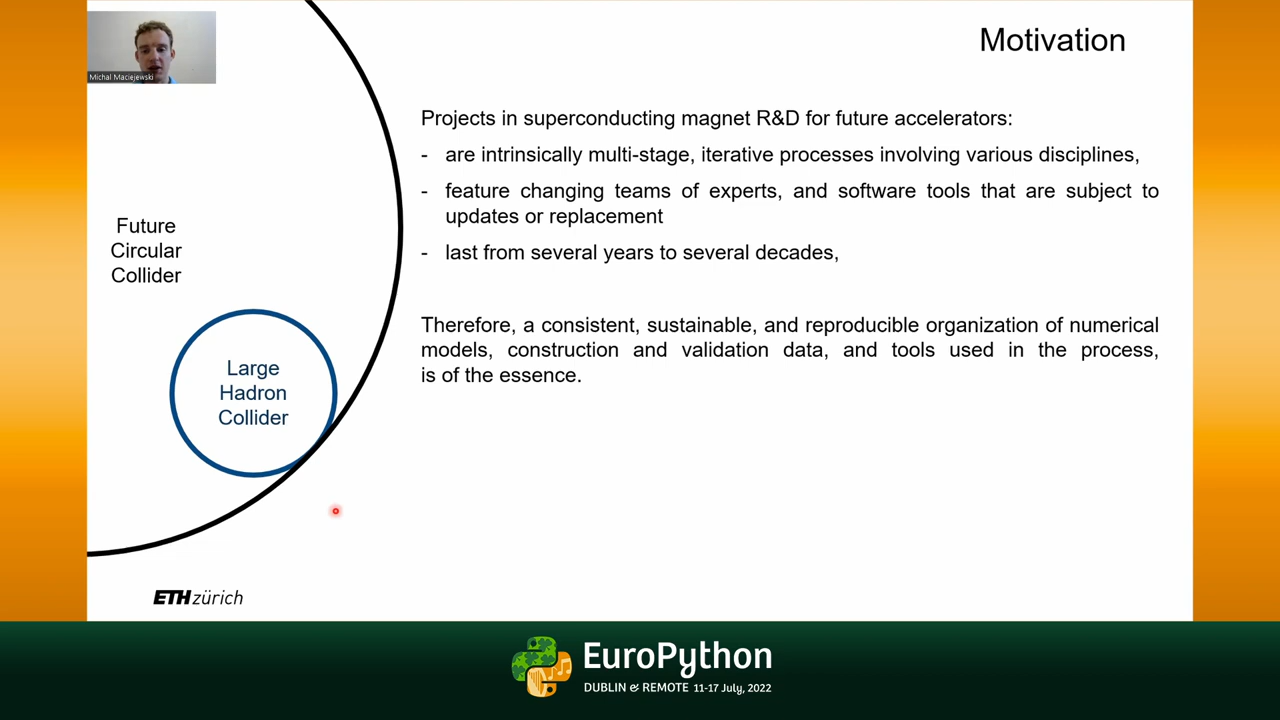 Michal Maciejewski
Motivation
Projects in superconducting magnet R&D for future accelerators:
- are intrinsically multi-stage, iterative processes involving various disciplines,
- feature changing teams of experts, and software tools that are subject to
updates or replacement
- last from several years to several decades,
Therefore, a consistent, sustainable, and reproducible organization of numerical
models, construction and validation data, and tools used in the process,
is of the essence.
Future
Circular
Collider
Large
Hadron
Collider
ETH zürich
EuroPython
DUBLIN & REMOTE 11-17 July, 2022